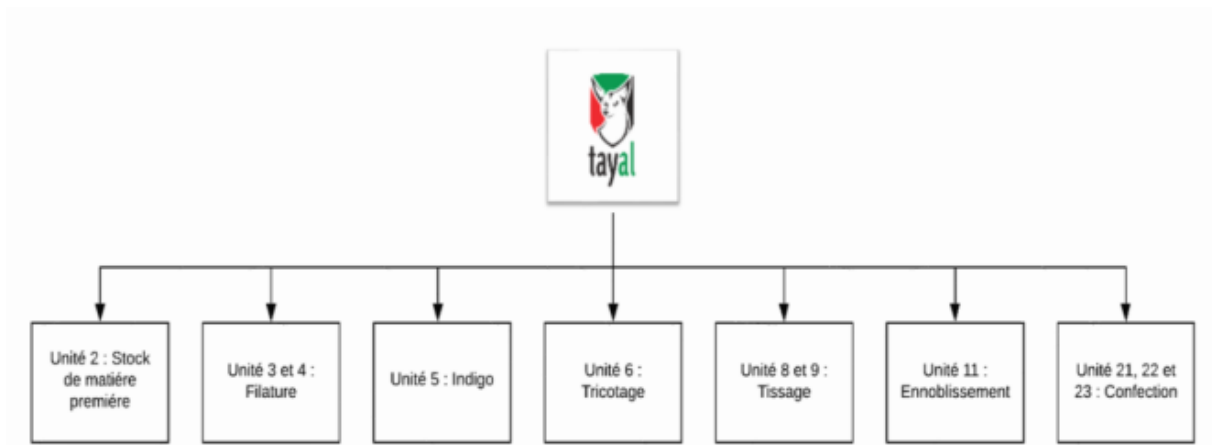 tayal
Unité 2 : Stock
de matiére
premiére
Unité 3 et 4 :
Filature
Unité 5 : Indigo
Unité 6 :
Tricotage
Unité 8 et 9 :
Tissage
Unité 11 :
Ennoblissement
Unité 21, 22 et
23 : Confection